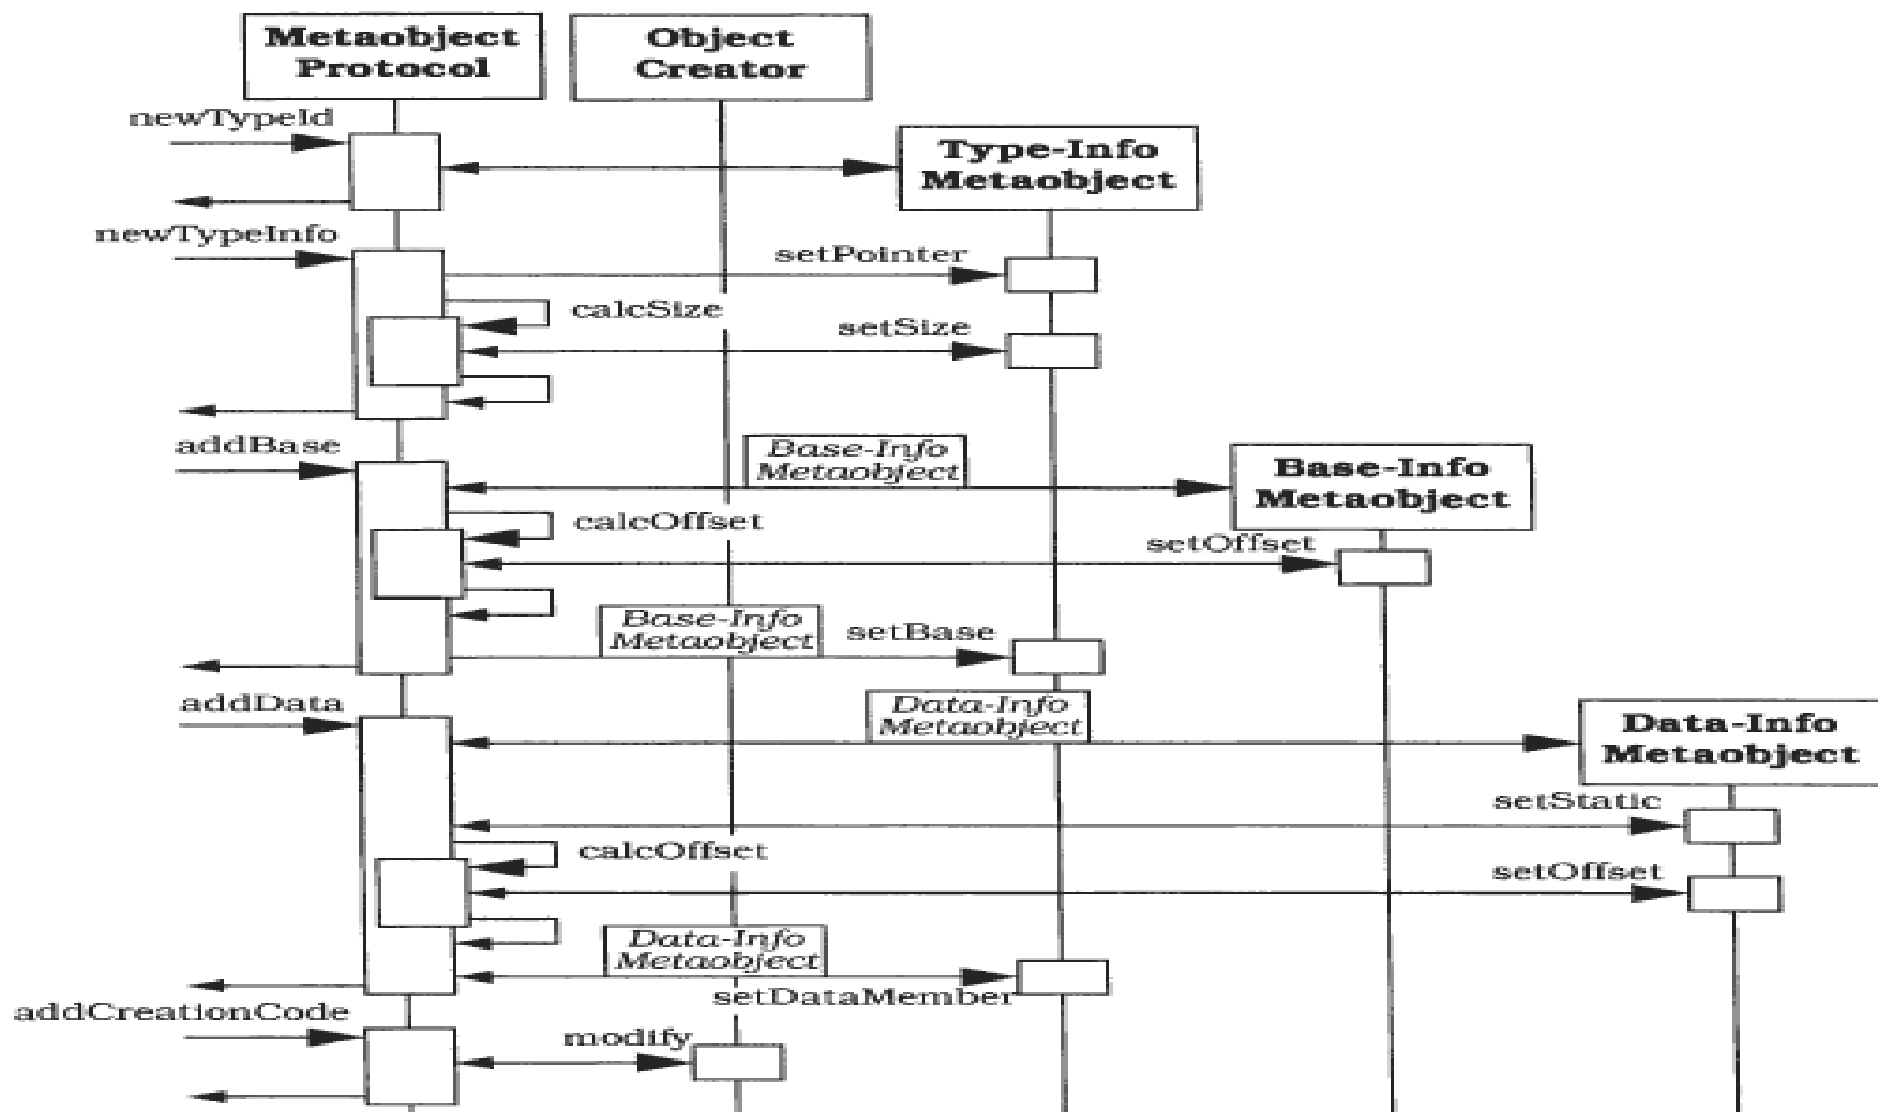 Metaobject
Protocol
Object
Creator
newTypeId
Type-Info
Metaobject
newTypeInfo
setPointer
calcSize
setSize
addBase
Base-Info
Metaobject
Base-Info
Metaobject
calcOffset
setOffset
Base-Info
Metaobject
setBase
addData
Data-Info
Metaobject
Data-Info
Metaobject
setStatic
calcOffset
setOffset
Data-Info
Metaobject
setDataMember
addCreationCode
modify